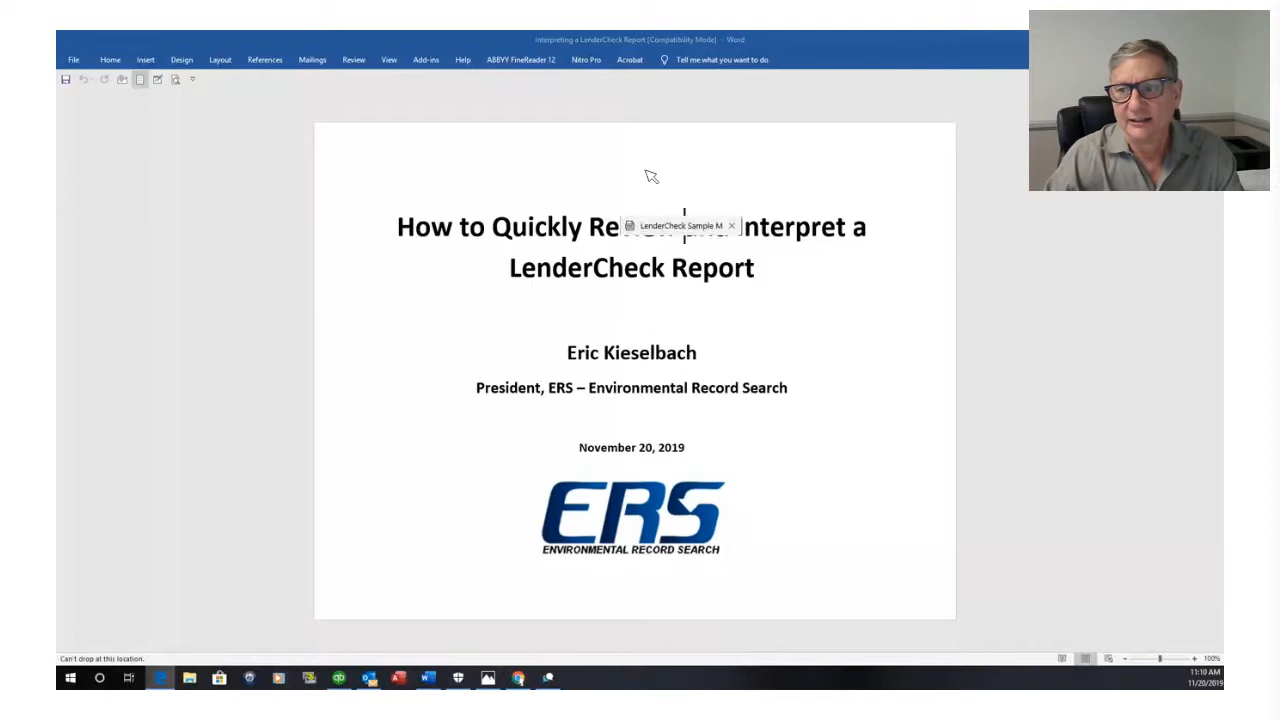 Interpreting a LenderCheck Report [Compatibility Mode] - Word
File Home Insert Design Layout References Mailings Review View Add-ins Help ABBYY FineReader 12 Nitro Pro Acrobat Tell me what you want to do
How to Quickly Review and Interpret a
LenderCheck Sample M
LenderCheck Report
Eric Kieselbach
President, ERS – Environmental Record Search
November 20, 2019
ERS
ENVIRONMENTAL RECORD SEARCH
Can't drop at this location.
100%
11:10 AM
11/20/2019